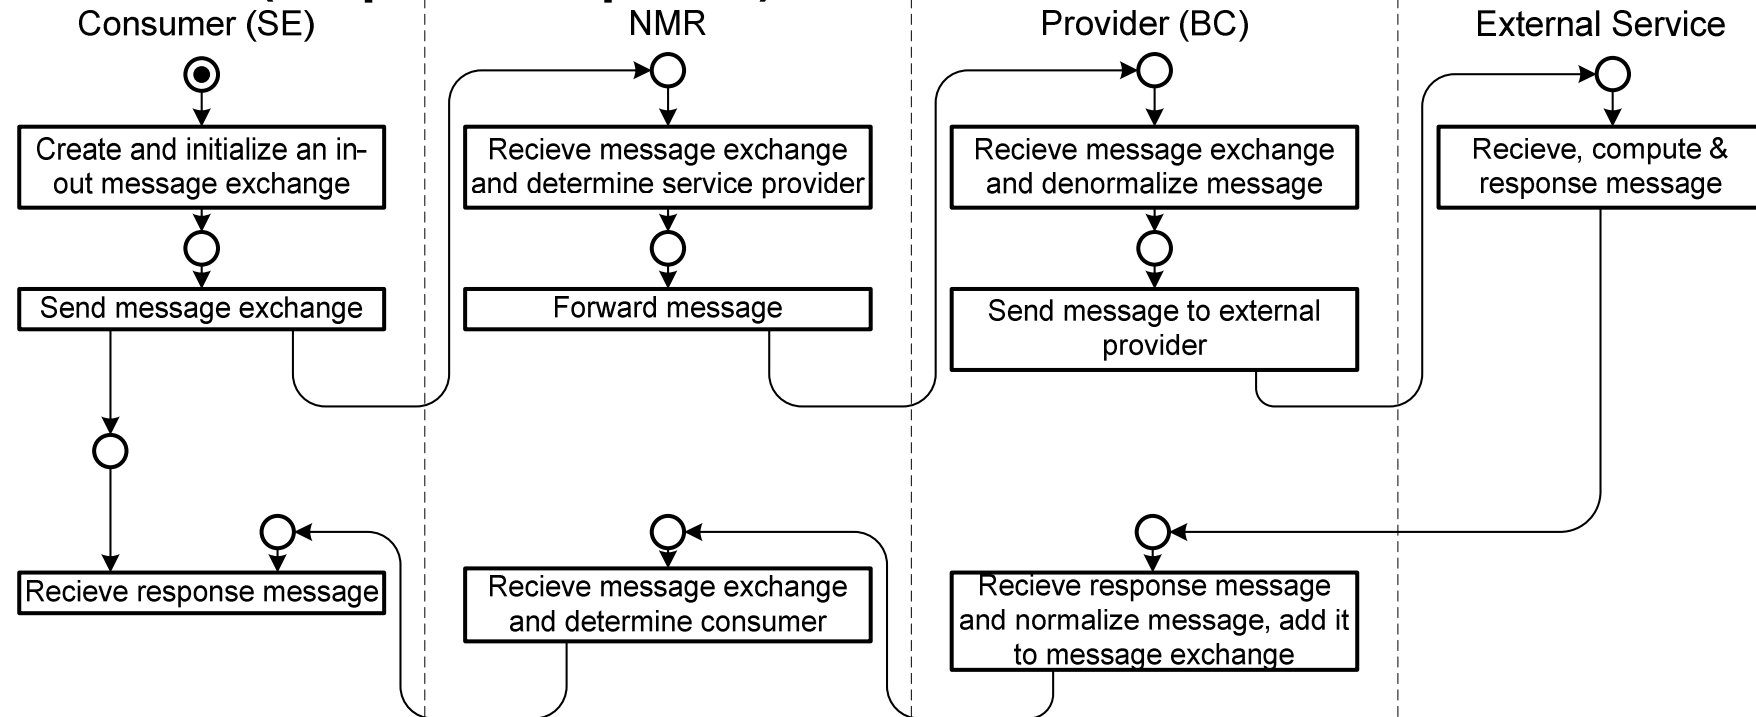 Consumer (SE)
NMR
Provider (BC)
External Service
Create and initialize an in-
out message exchange
Recieve message exchange
and determine service provider
Recieve message exchange
and denormalize message
Recieve, compute &
response message
Send message exchange
Forward message
Send message to external
provider
Recieve response message
Recieve message exchange
and determine consumer
Recieve response message
and normalize message, add it
to message exchange